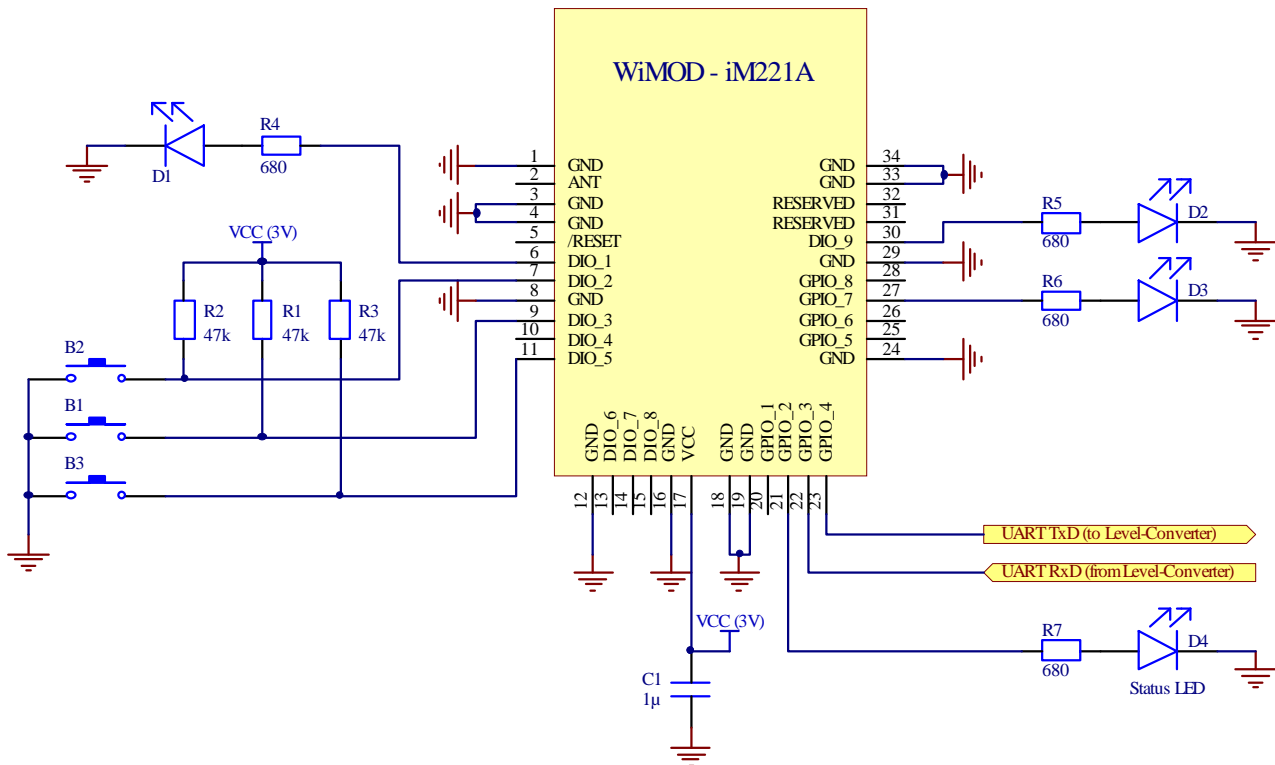 WiMOD - iM221A
R4
680
D1
VCC (3V)
R2
47k
R1
47k
R3
47k
B2
B1
B3
1 GND
2 ANT
3 GND
4 GND
5 /RESET
6 DIO_1
7 DIO_2
8 GND
9 DIO_3
10 DIO_4
11 DIO_5
34 GND
33 GND
32 RESERVED
31 RESERVED
30 DIO_9
29 GND
28 GPIO_8
27 GPIO_7
26 GPIO_6
25 GPIO_5
24 GND
12 GND
13 DIO_6
14 DIO_7
15 DIO_8
16 GND
17 VCC
18 GND
19 GND
20 GPIO_1
21 GPIO_2
22 GPIO_3
23 GPIO_4
R5
680
D2
R6
680
D3
UART TxD (to Level-Converter)
UART RxD (from Level-Converter)
VCC (3V)
C1
1µ
R7
680
D4
Status LED